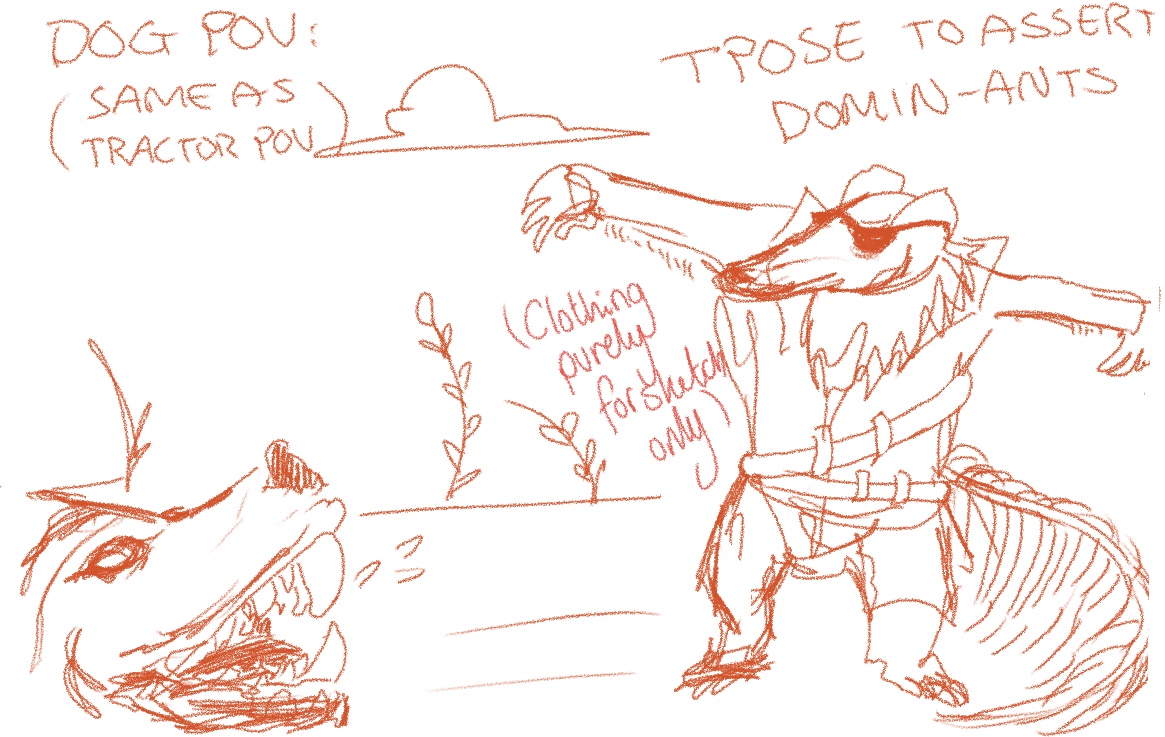 DOG POV:
(SAME AS
TRACTOR POV)
TPOSE TO ASSERT
DOMIN-ANTS
(Clothing
purely
for sketch
only)